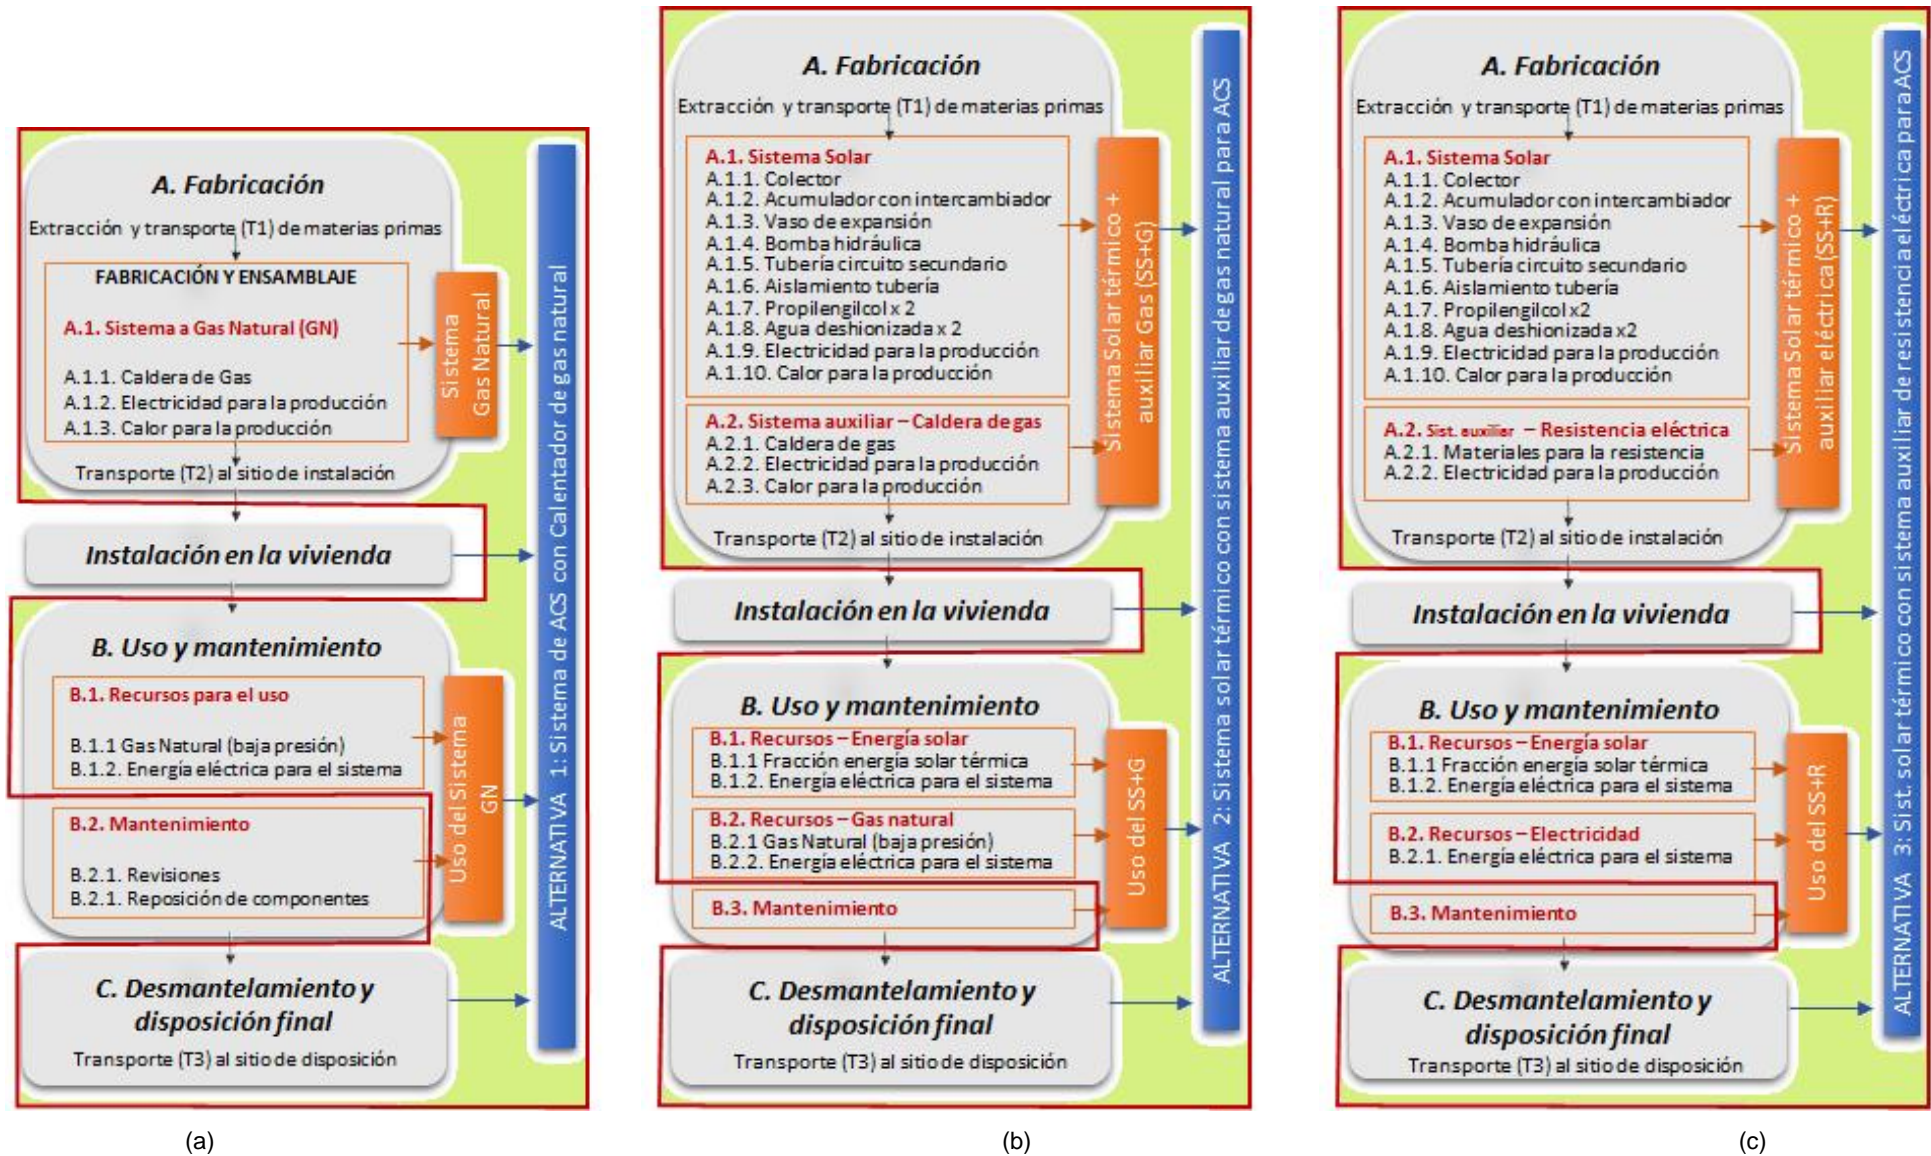 A. Fabricación
Extracción y transporte (T1) de materias primas
FABRICACIÓN Y ENSAMBLAJE
A.1. Sistema a Gas Natural (GN)
A.1.1. Caldera de Gas
A.1.2. Electricidad para la producción
A.1.3. Calor para la producción
Transporte (T2) al sitio de instalación
Sistema
Gas Natural
Instalación en la vivienda
B. Uso y mantenimiento
B.1. Recursos para el uso
B.1.1 Gas Natural (baja presión)
B.1.2. Energía eléctrica para el sistema
B.2. Mantenimiento
B.2.1. Revisiones
B.2.1. Reposición de componentes
Uso del Sistema
GN
C. Desmantelamiento y
disposición final
Transporte (T3) al sitio de disposición
ALTERNATIVA 1: Sistema de ACS con Calentador de gas natural
(a)
A. Fabricación
Extracción y transporte (T1) de materias primas
A.1. Sistema Solar
A.1.1. Colector
A.1.2. Acumulador con intercambiador
A.1.3. Vaso de expansión
A.1.4. Bomba hidráulica
A.1.5. Tubería circuito secundario
A.1.6. Aislamiento tubería
A.1.7. Propilengilcol x 2
A.1.8. Agua deshionizada x 2
A.1.9. Electricidad para la producción
A.1.10. Calor para la producción
A.2. Sistema auxiliar – Caldera de gas
A.2.1. Caldera de gas
A.2.2. Electricidad para la producción
A.2.3. Calor para la producción
Transporte (T2) al sitio de instalación
Sistema Solar térmico +
auxiliar Gas (SS+G)
Instalación en la vivienda
B. Uso y mantenimiento
B.1. Recursos – Energía solar
B.1.1 Fracción energía solar térmica
B.1.2. Energía eléctrica para el sistema
B.2. Recursos – Gas natural
B.2.1 Gas Natural (baja presión)
B.2.2. Energía eléctrica para el sistema
B.3. Mantenimiento
Uso del SS+G
C. Desmantelamiento y
disposición final
Transporte (T3) al sitio de disposición
ALTERNATIVA 2: Sistema solar térmico con sistema auxiliar de gas natural para ACS
(b)
A. Fabricación
Extracción y transporte (T1) de materias primas
A.1. Sistema Solar
A.1.1. Colector
A.1.2. Acumulador con intercambiador
A.1.3. Vaso de expansión
A.1.4. Bomba hidráulica
A.1.5. Tubería circuito secundario
A.1.6. Aislamiento tubería
A.1.7. Propilengilcol x 2
A.1.8. Agua deshionizada x2
A.1.9. Electricidad para la producción
A.1.10. Calor para la producción
A.2. Sist. auxiliar – Resistencia eléctrica
A.2.1. Materiales para la resistencia
A.2.2. Electricidad para la producción
Transporte (T2) al sitio de instalación
Sistema Solar térmico +
auxiliar eléctrica (SS+R)
Instalación en la vivienda
B. Uso y mantenimiento
B.1. Recursos – Energía solar
B.1.1 Fracción energía solar térmica
B.1.2. Energía eléctrica para el sistema
B.2. Recursos – Electricidad
B.2.1. Energía eléctrica para el sistema
B.3. Mantenimiento
Uso del SS+R
C. Desmantelamiento y
disposición final
Transporte (T3) al sitio de disposición
ALTERNATIVA 3: Sist. solar térmico con sistema auxiliar de resistencia eléctrica para ACS
(c)